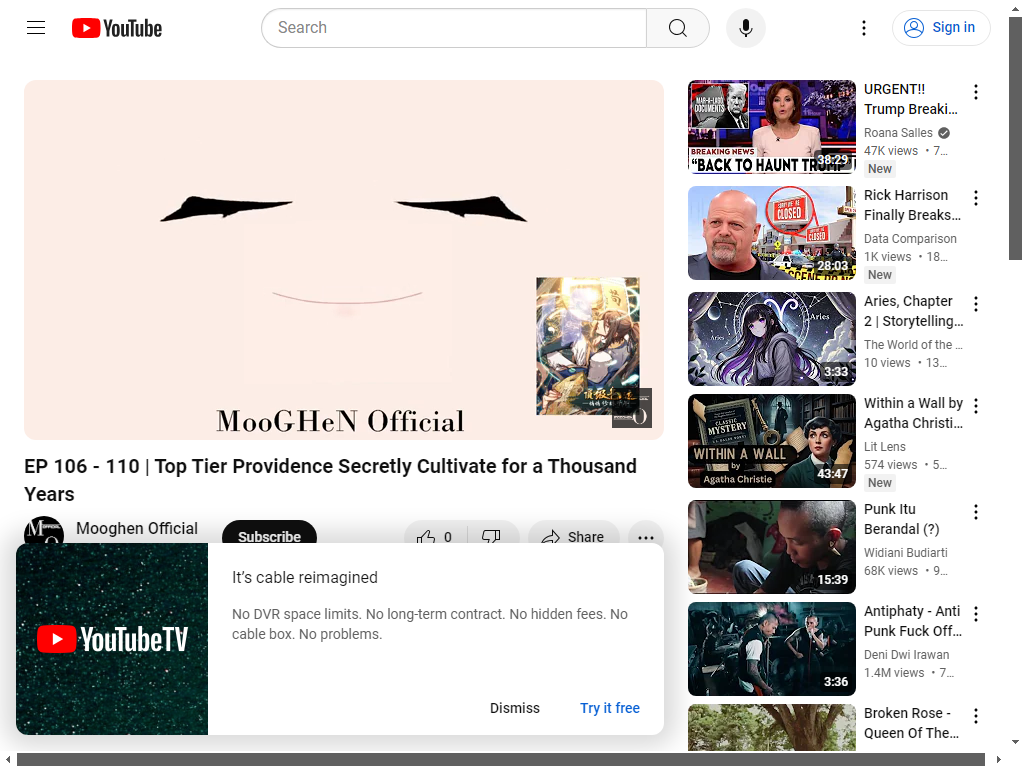 YouTube
Search
Sign in
MooGHeN Official
EP 106 - 110 | Top Tier Providence Secretly Cultivate for a Thousand
Years
Mooghen Official
Subscribe
0
Share
YouTubeTV
It’s cable reimagined
No DVR space limits. No long-term contract. No hidden fees. No
cable box. No problems.
Dismiss
Try it free
MAR-A-LAGO
DOCUMENTS
BREAKING NEWS
“BACK TO HAUNT TRUMP
38:29
URGENT!!
Trump Breaki…
Roana Salles
47K views • 7…
New
SORRY WE'RE
CLOSED
28:03
Rick Harrison
Finally Breaks…
Data Comparison
1K views • 18…
New
Aries
Aries
3:33
Aries, Chapter
2 | Storytelling…
The World of the …
10 views • 13…
CLASSIC
MYSTERY
WITHIN A WALL
by
Agatha Christie
43:47
Within a Wall by
Agatha Christi…
Lit Lens
574 views • 5…
New
15:39
Punk Itu
Berandal (?)
Widiani Budiarti
68K views • 9…
3:36
Antiphaty - Anti
Punk Fuck Off…
Deni Dwi Irawan
1.4M views • 7…
Broken Rose -
Queen Of The…